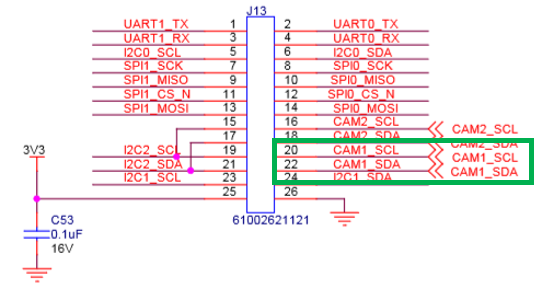 J13
UART1_TX 1 2 UART0_TX
UART1_RX 3 4 UART0_RX
I2C0_SCL 5 6 I2C0_SDA
SPI1_SCK 7 8 SPI0_SCK
SPI1_MISO 9 10 SPI0_MISO
SPI1_CS_N 11 12 SPI0_CS_N
SPI1_MOSI 13 14 SPI0_MOSI
15 16 CAM2_SCL CAM2_SCL
17 18 CAM2_SDA CAM2_SDA
3V3 I2C2_SCL 19 20 CAM1_SCL CAM1_SCL
I2C2_SDA 21 22 CAM1_SDA CAM1_SDA
I2C1_SCL 23 24 I2C1_SDA
25 26
C53 61002621121
0.1uF
16V